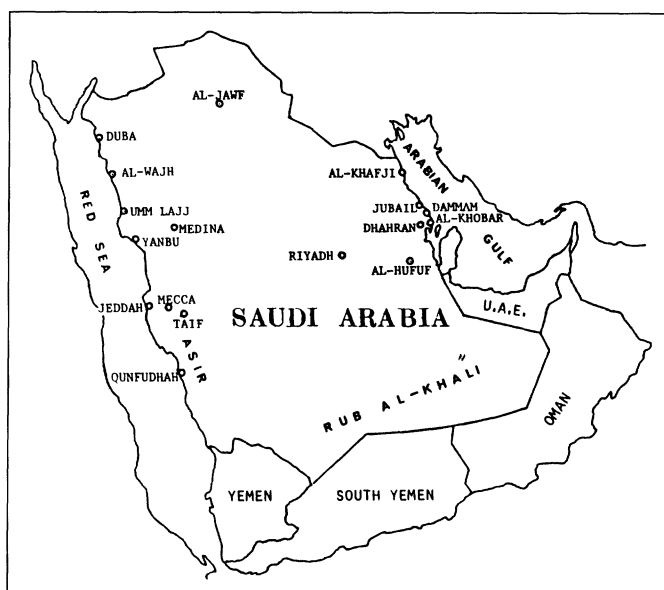 AL-JAWF
DUBA
ARABIAN
GULF
AL-KHAFJI
AL-WAJH
RED SEA
JUBAIL
DAMMAM
AL-KHOBAR
UMM LAJJ
DHAHRAN
MEDINA
YANBU
RIYADH
AL-HUFUF
JEDDAH
MECCA
TAIF
U.A.E.
SAUDI ARABIA
ASIR
QUNFUDHAH
RUB AL-KHALI
OMAN
YEMEN
SOUTH YEMEN